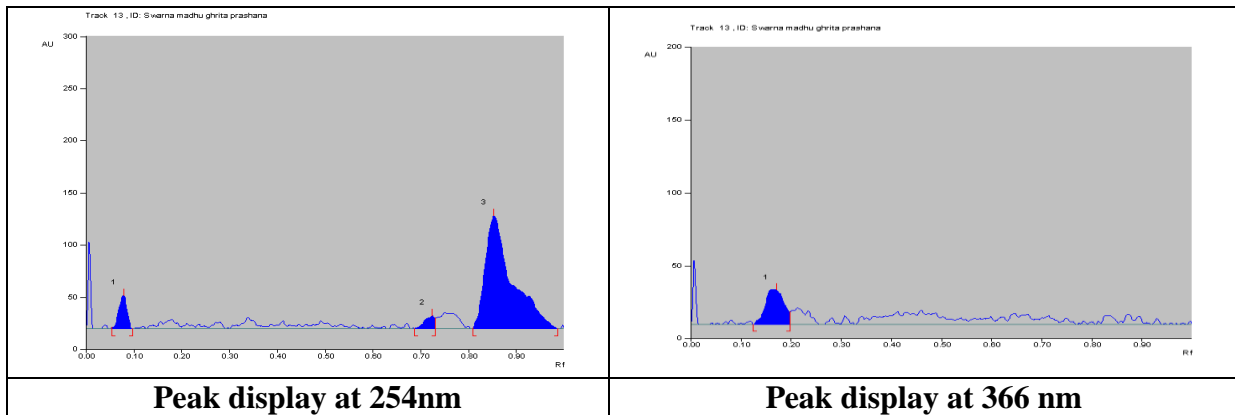 Track 13 , ID: Swarna madhu ghrita prashana
AU
300
250
200
150
100
50
0
1
2
3
0.00 0.10 0.20 0.30 0.40 0.50 0.60 0.70 0.80 0.90
Rf
Peak display at 254nm
Track 13 , ID: Swarna madhu ghrita prashana
AU
200
150
100
50
0
1
0.00 0.10 0.20 0.30 0.40 0.50 0.60 0.70 0.80 0.90
Rf
Peak display at 366 nm